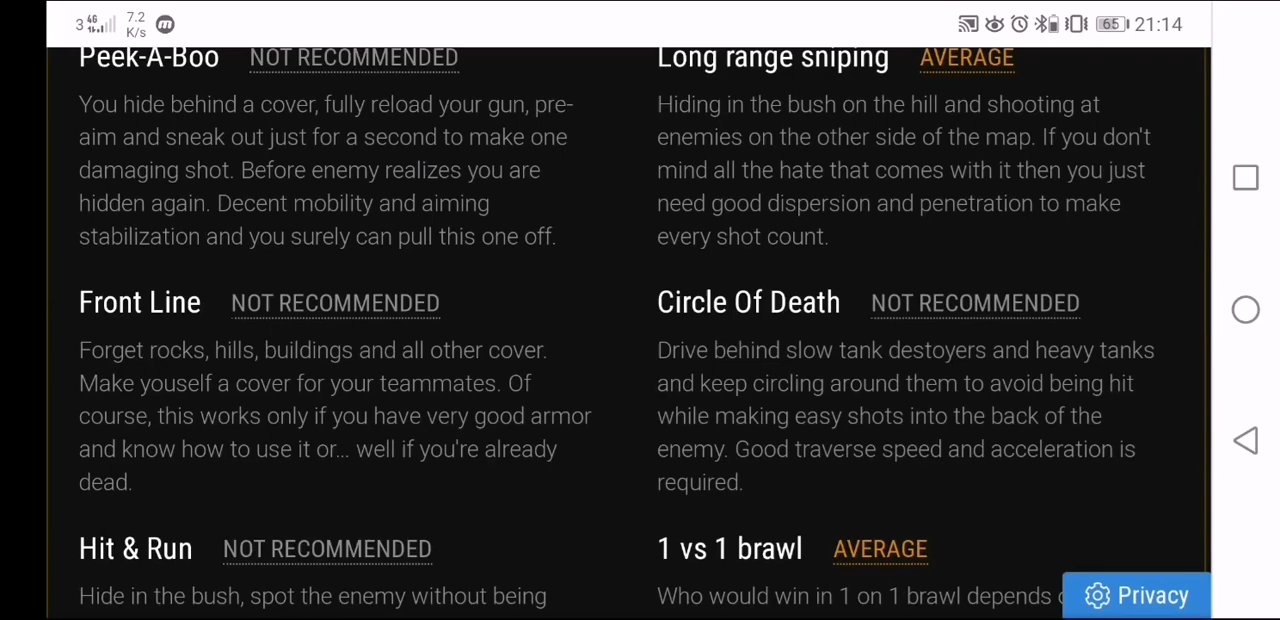 3 4G 7.2 K/s 65 21:14
Peek-A-Boo NOT RECOMMENDED
You hide behind a cover, fully reload your gun, pre-
aim and sneak out just for a second to make one
damaging shot. Before enemy realizes you are
hidden again. Decent mobility and aiming
stabilization and you surely can pull this one off.
Long range sniping AVERAGE
Hiding in the bush on the hill and shooting at
enemies on the other side of the map. If you don't
mind all the hate that comes with it then you just
need good dispersion and penetration to make
every shot count.
Front Line NOT RECOMMENDED
Forget rocks, hills, buildings and all other cover.
Make youself a cover for your teammates. Of
course, this works only if you have very good armor
and know how to use it or... well if you're already
dead.
Circle Of Death NOT RECOMMENDED
Drive behind slow tank destoyers and heavy tanks
and keep circling around them to avoid being hit
while making easy shots into the back of the
enemy. Good traverse speed and acceleration is
required.
Hit & Run NOT RECOMMENDED
Hide in the bush, spot the enemy without being
1 vs 1 brawl AVERAGE
Who would win in 1 on 1 brawl depends
Privacy